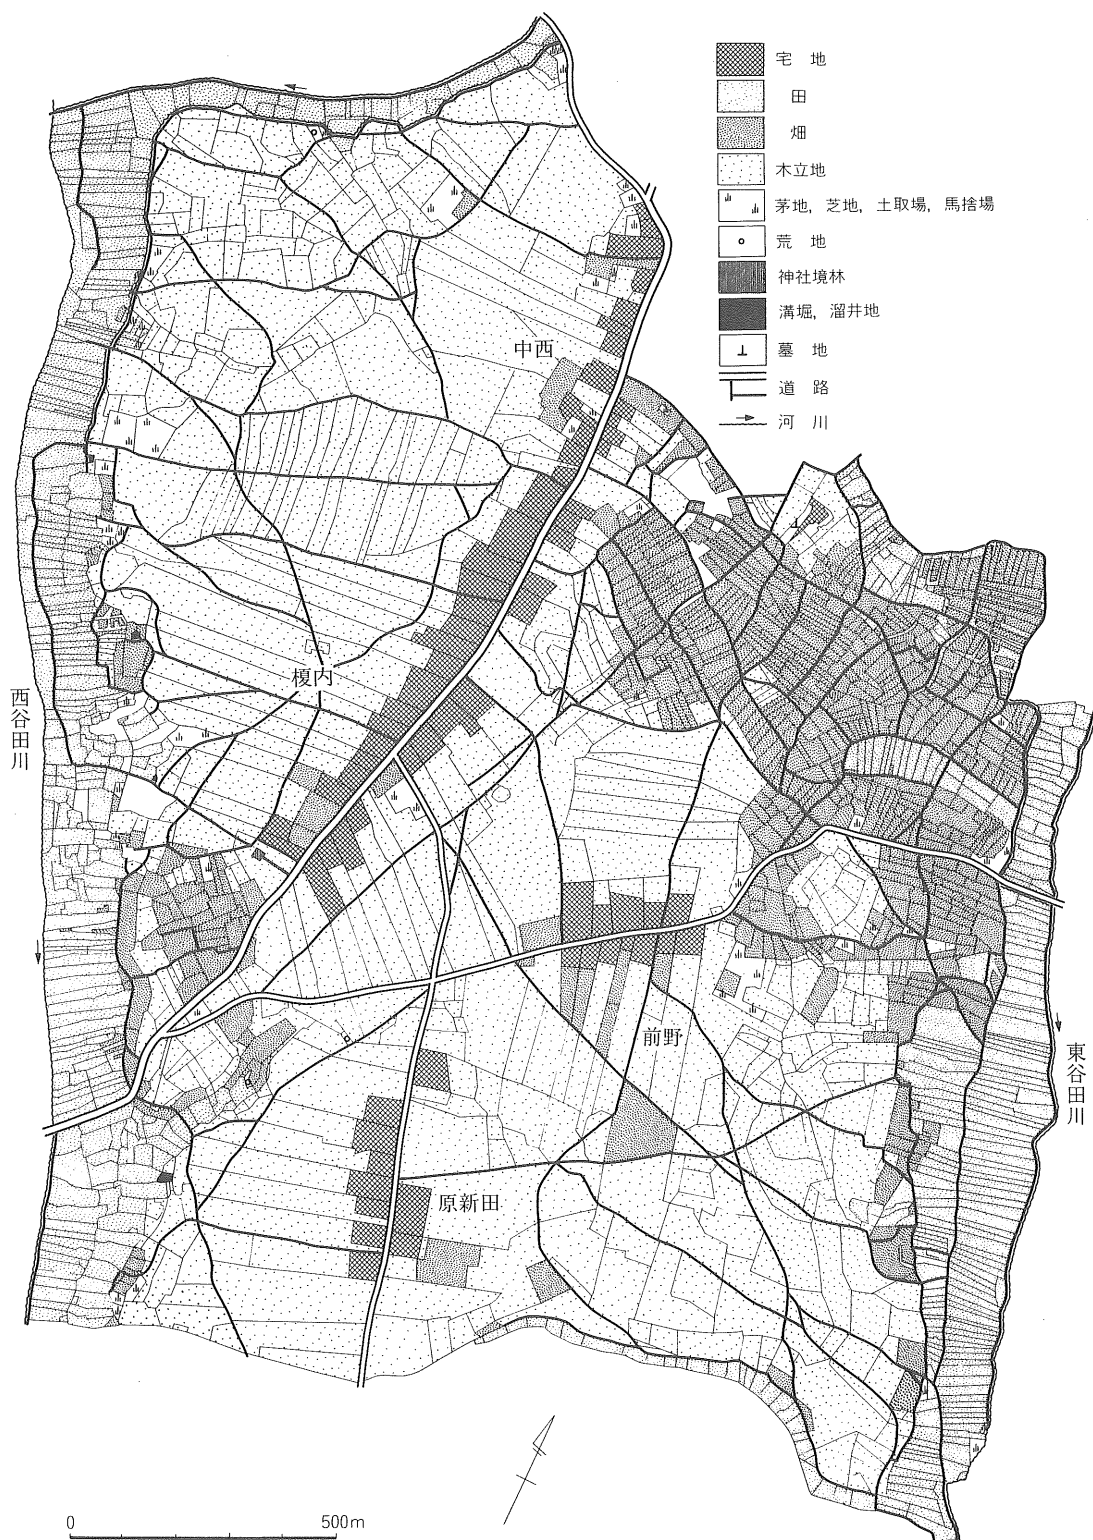 宅地
田
畑
木立地
茅地，芝地，土取場，馬捨場
荒地
神社境林
溝堀，溜井地
墓地
道路
河川
中西
榎内
西谷田川
前野
東谷田川
原新田
0 500m